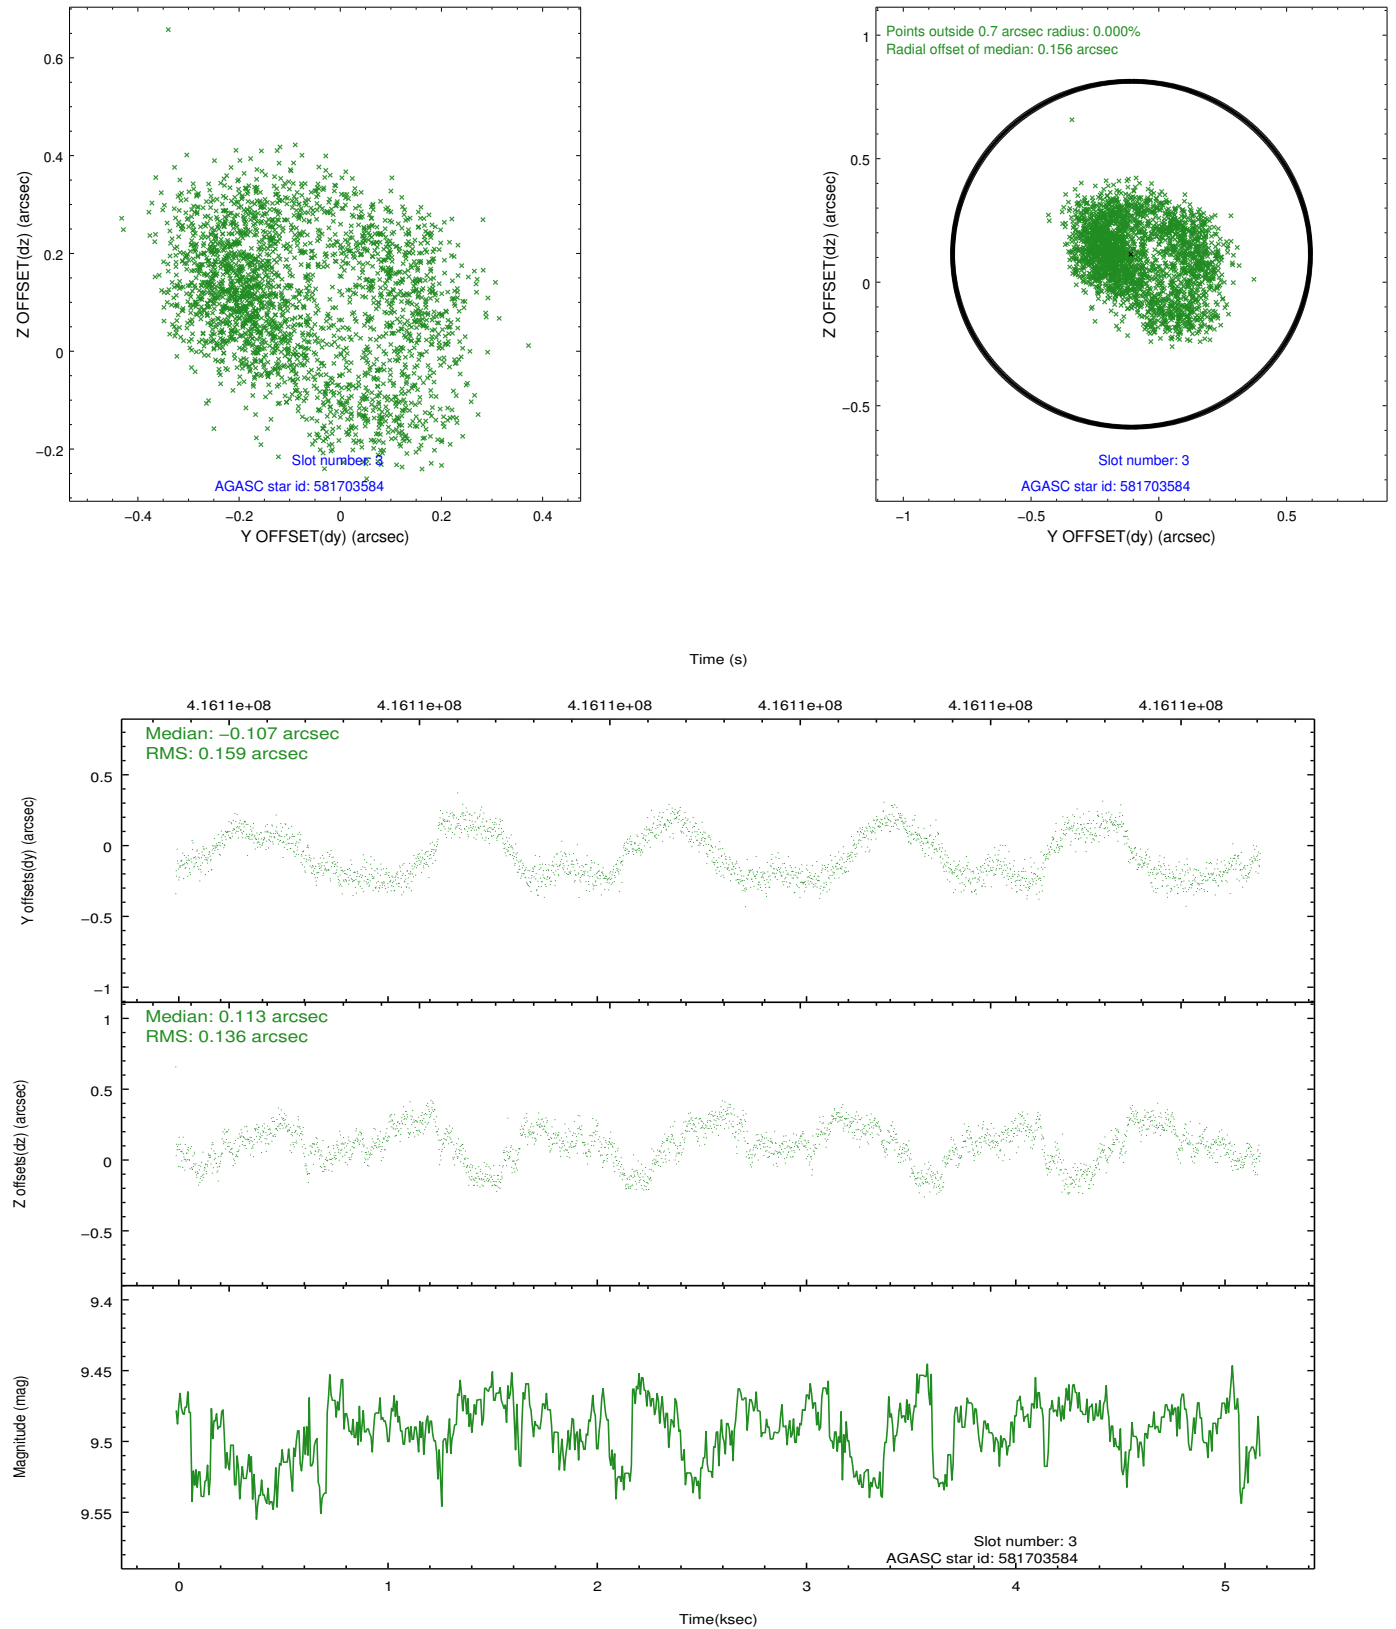 0.6
0.4
0.2
0
−0.2
Z OFFSET(dz) (arcsec)
Slot number: 3
AGASC star id: 581703584
−0.4 −0.2 0 0.2 0.4
Y OFFSET(dy) (arcsec)
Points outside 0.7 arcsec radius: 0.000%
Radial offset of median: 0.156 arcsec
1
0.5
0
−0.5
Z OFFSET(dz) (arcsec)
Slot number: 3
AGASC star id: 581703584
−1 −0.5 0 0.5
Y OFFSET(dy) (arcsec)
Time (s)
4.1611e+08 4.1611e+08 4.1611e+08 4.1611e+08 4.1611e+08 4.1611e+08
Median: −0.107 arcsec
RMS: 0.159 arcsec
0.5
0
−0.5
−1
Y offsets(dy) (arcsec)
Median: 0.113 arcsec
RMS: 0.136 arcsec
1
0.5
0
−0.5
Z offsets(dz) (arcsec)
9.4
9.45
9.5
9.55
Magnitude (mag)
Slot number: 3
AGASC star id: 581703584
0 1 2 3 4 5
Time(ksec)